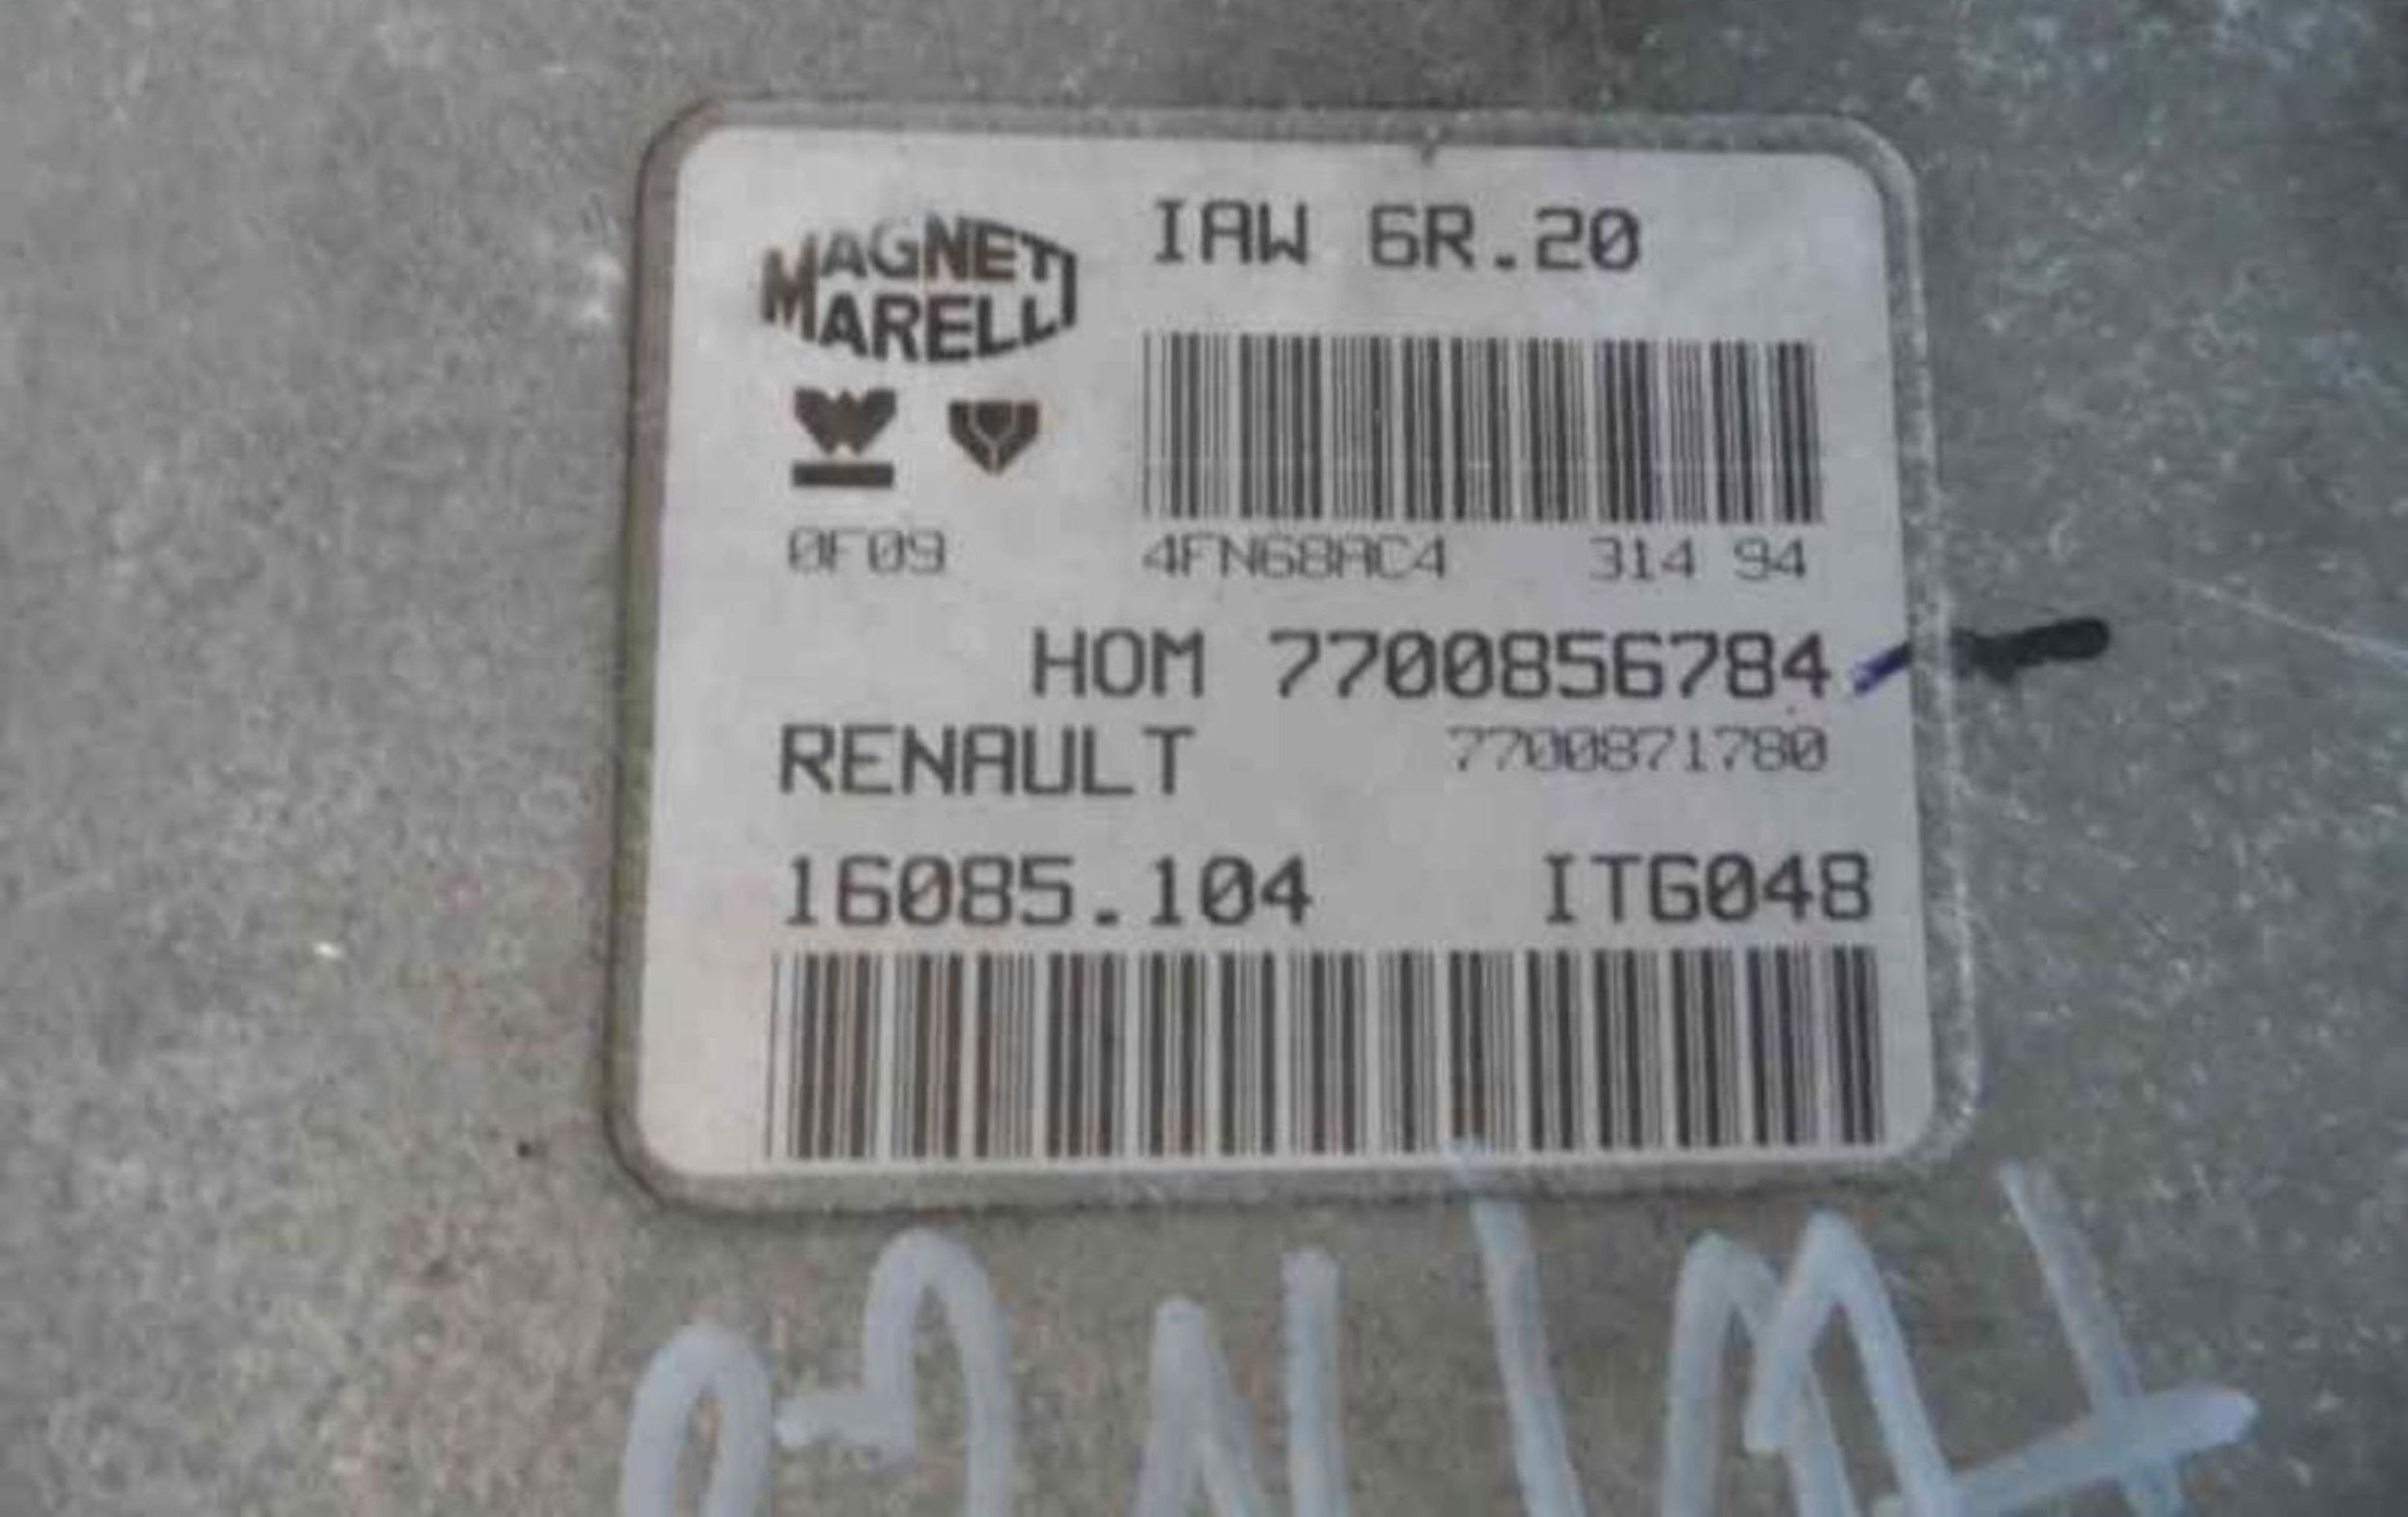 MAGNETI MARELLI
IAW 6R.20
0F09 4FN68AC4 314 94
HOM 7700856784
RENAULT 7700871780
16085.104 ITG048